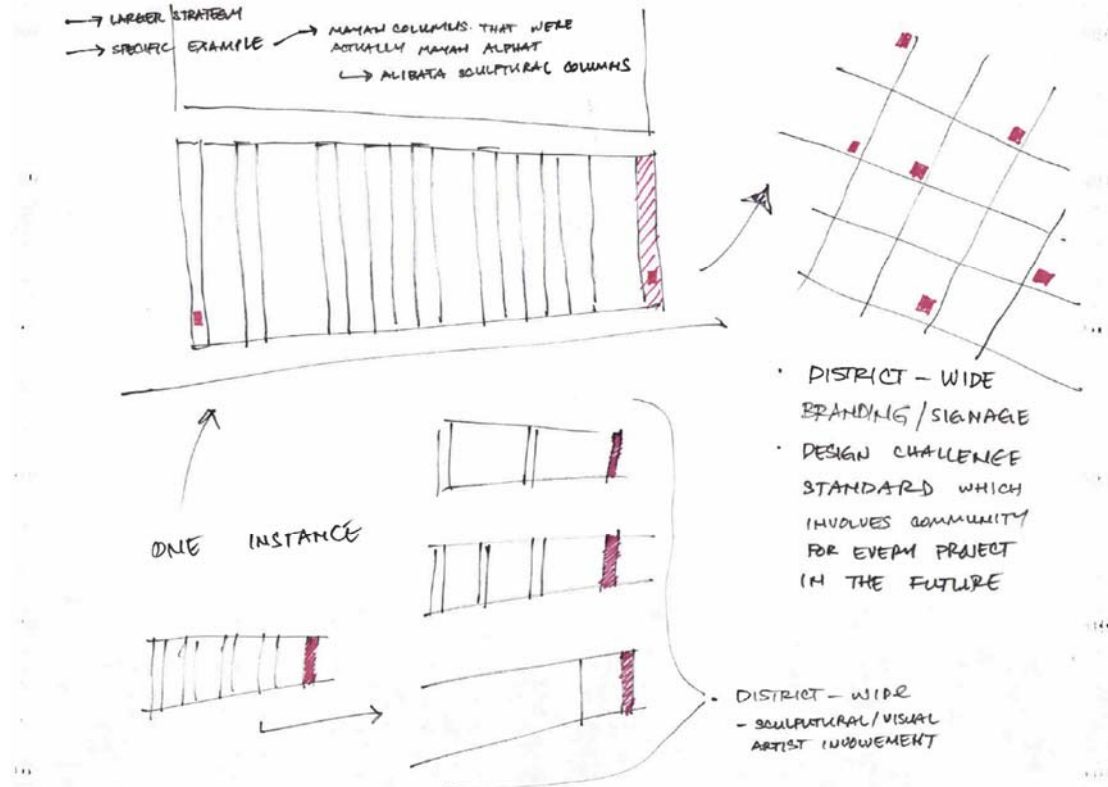 → LARGER STRATEGY
→ SPECIFIC EXAMPLE → MAYAN COLUMNS THAT WERE
ACTUALLY MAYAN ALPHAT
↳ ALIBATA SCULPTURAL COLUMNS
ONE INSTANCE
• DISTRICT - WIDE
BRANDING / SIGNAGE
• DESIGN CHALLENGE
STANDARD WHICH
INVOLVES COMMUNITY
FOR EVERY PROJECT
IN THE FUTURE
• DISTRICT - WIDE
- SCULPUTURAL / VISUAL
ARTIST INVOLVEMENT